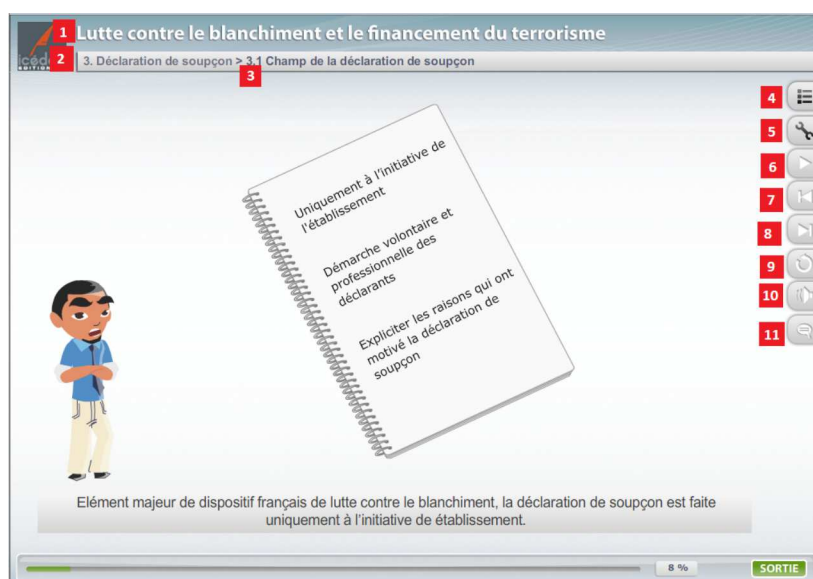 1 Lutte contre le blanchiment et le financement du terrorisme
2 3. Déclaration de soupçon > 3.1 Champ de la déclaration de soupçon
3
4
5
6
7
8
9
10
11
Uniquement à l'initiative de
l'établissement
Démarche volontaire et
professionnelle des
déclarants
Expliciter les raisons qui ont
motivé la déclaration de
soupçon
Elément majeur de dispositif français de lutte contre le blanchiment, la déclaration de soupçon est faite
uniquement à l'initiative de établissement.
8 % SORTIE